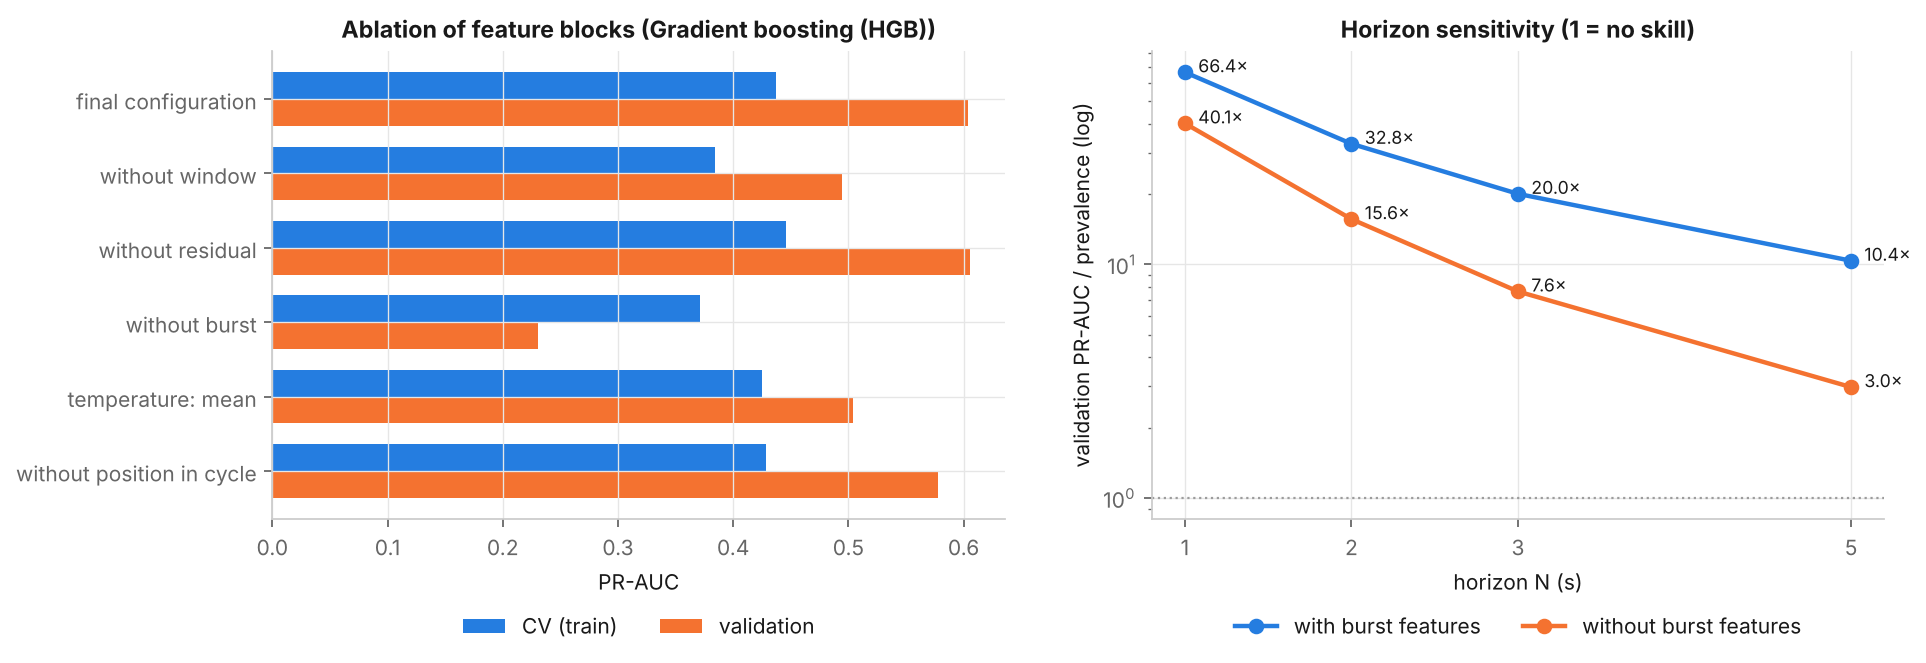 Ablation of feature blocks (Gradient boosting (HGB))
final configuration
without window
without residual
without burst
temperature: mean
without position in cycle
0.0 0.1 0.2 0.3 0.4 0.5 0.6
PR-AUC
CV (train) validation
Horizon sensitivity (1 = no skill)
validation PR-AUC / prevalence (log)
10¹
10⁰
66.4×
40.1×
32.8×
15.6×
20.0×
7.6×
10.4×
3.0×
1 2 3 5
horizon N (s)
with burst features without burst features